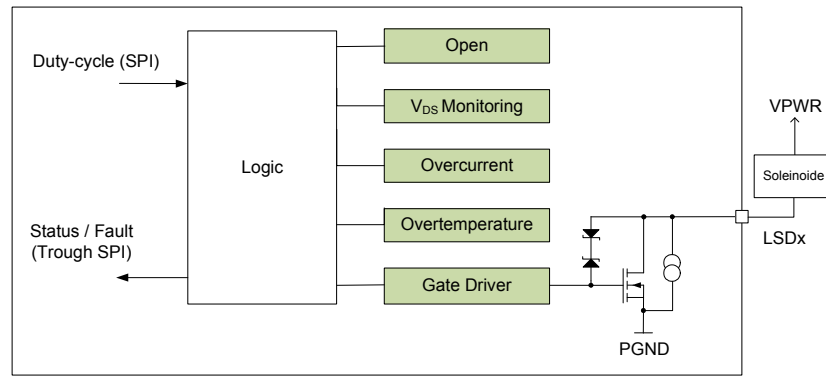 Duty-cycle (SPI)
Status / Fault
(Trough SPI)
Logic
Open
VDS Monitoring
Overcurrent
Overtemperature
Gate Driver
VPWR
Soleinoide
LSDx
PGND